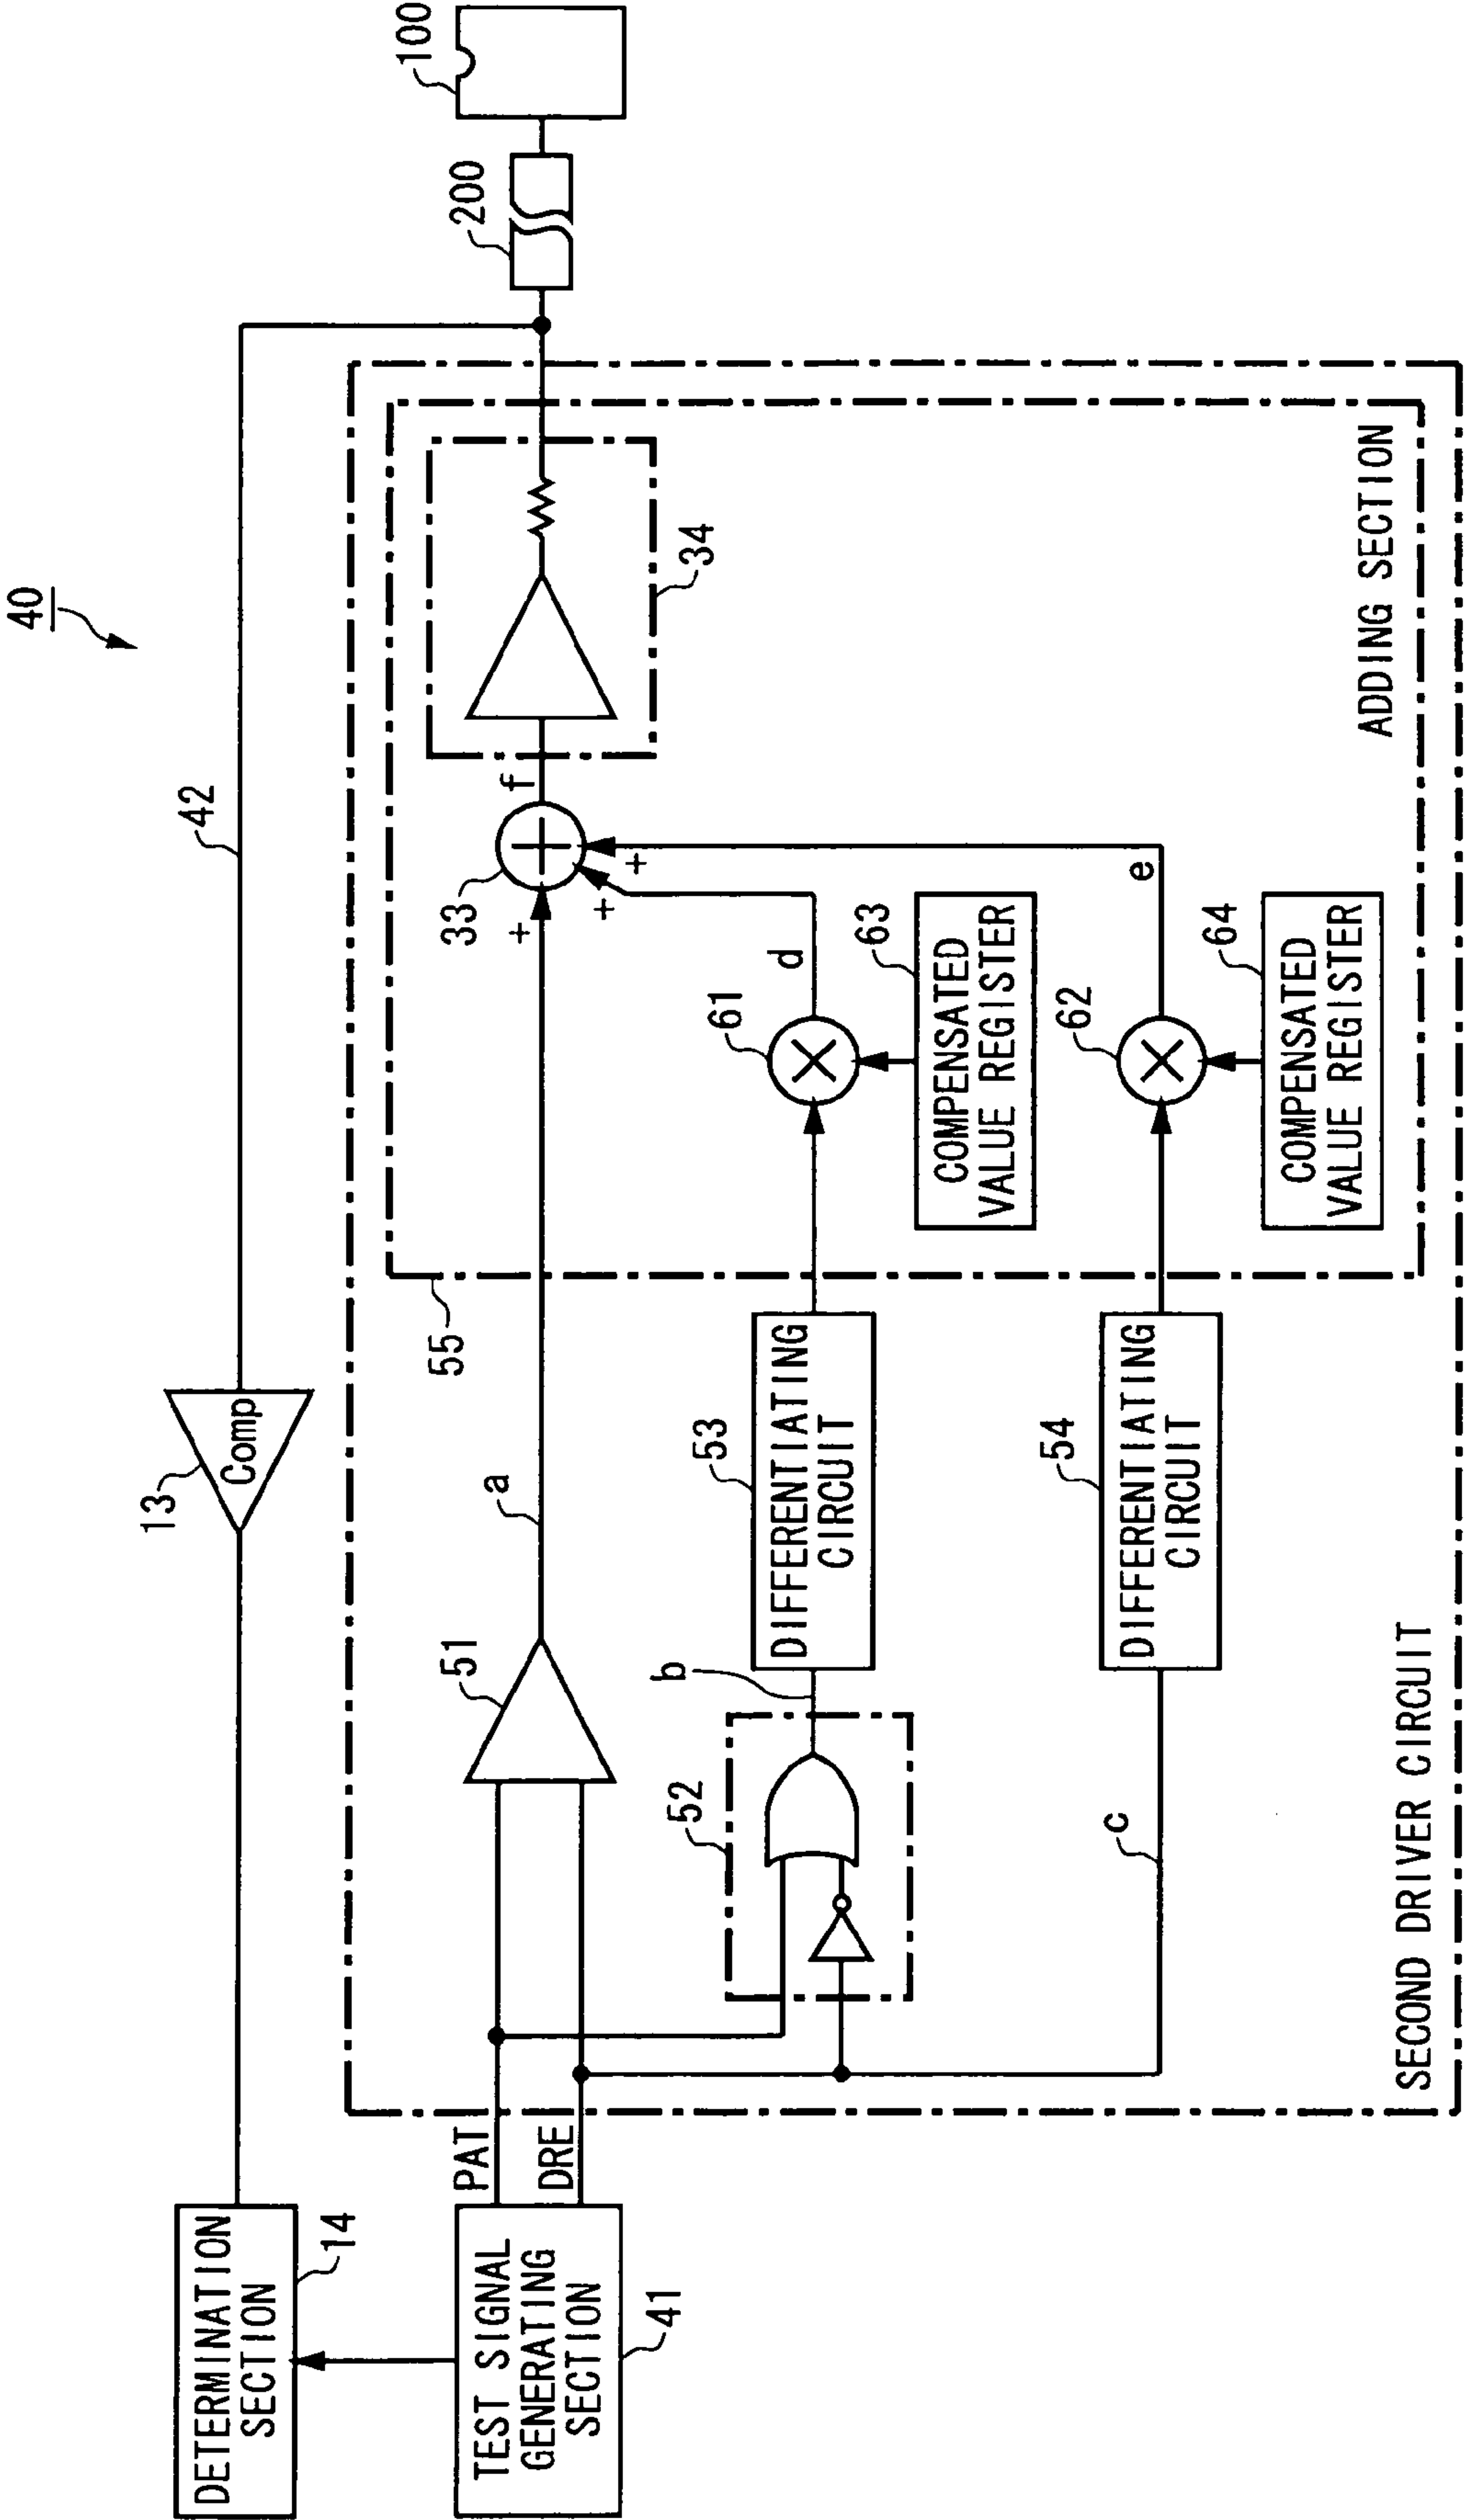 40
DETERMINATION
SECTION
14
13
Comp
42
TEST SIGNAL
GENERATING
SECTION
41
PAT
DRE
51
a
33
+
+
+
f
34
200
100
55
52
b
53
DIFFERENTIATING
CIRCUIT
61
d
63
COMPENSATED
VALUE REGISTER
c
54
DIFFERENTIATING
CIRCUIT
62
e
64
COMPENSATED
VALUE REGISTER
ADDING SECTION
SECOND DRIVER CIRCUIT